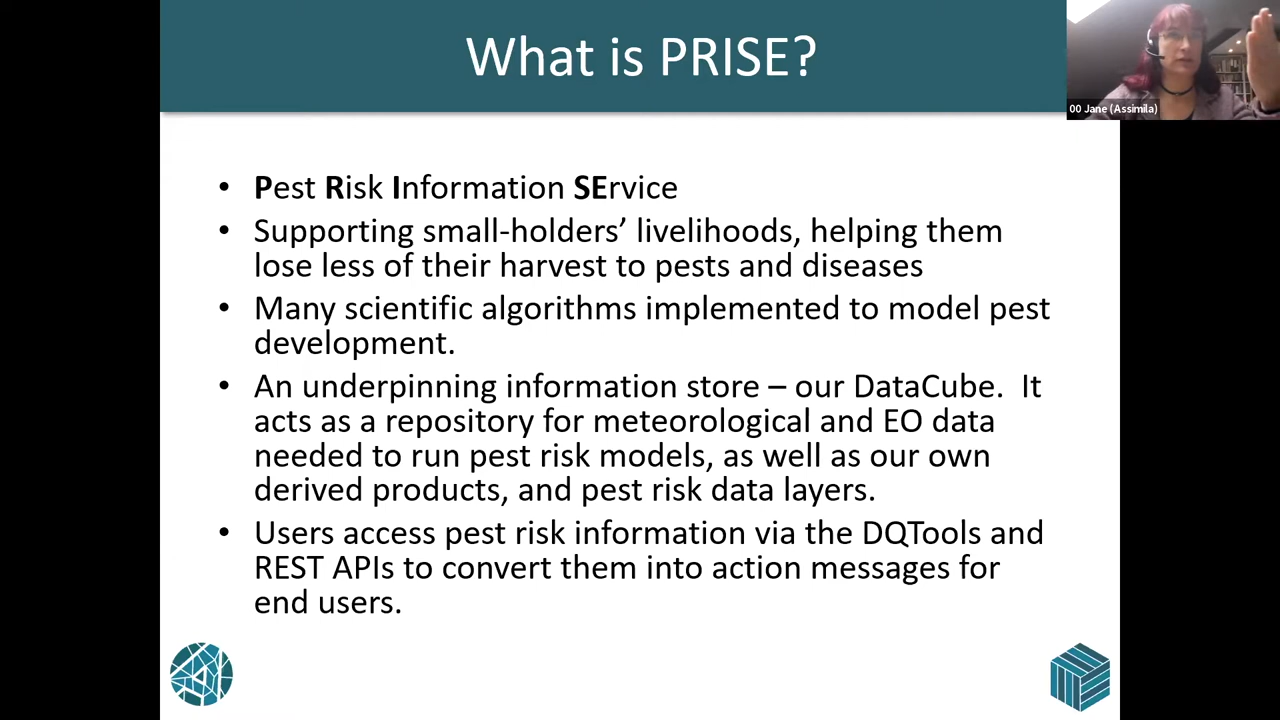 What is PRISE?
00 Jane (Assimila)
• Pest Risk Information SErvice
• Supporting small-holders’ livelihoods, helping them
lose less of their harvest to pests and diseases
• Many scientific algorithms implemented to model pest
development.
• An underpinning information store – our DataCube.  It
acts as a repository for meteorological and EO data
needed to run pest risk models, as well as our own
derived products, and pest risk data layers.
• Users access pest risk information via the DQTools and
REST APIs to convert them into action messages for
end users.